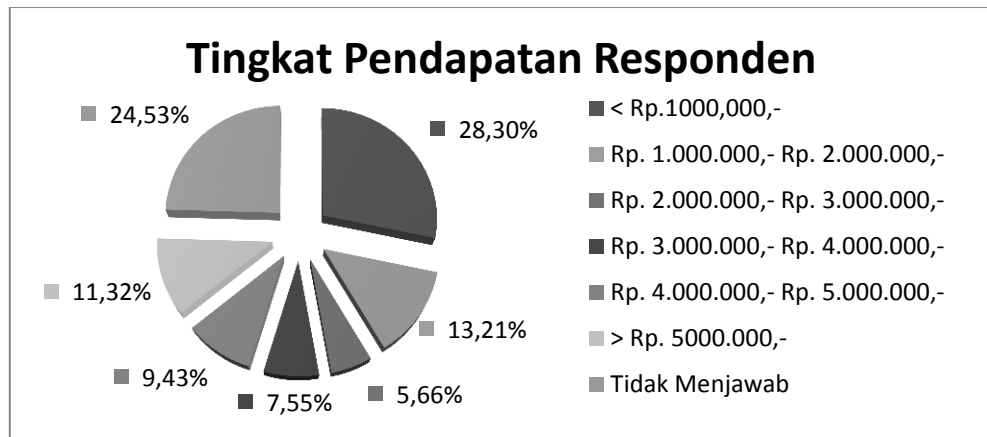 Tingkat Pendapatan Responden
24,53%
28,30%
11,32%
13,21%
9,43%
7,55%
5,66%
< Rp.1000,000,-
Rp. 1.000.000,- Rp. 2.000.000,-
Rp. 2.000.000,- Rp. 3.000.000,-
Rp. 3.000.000,- Rp. 4.000.000,-
Rp. 4.000.000,- Rp. 5.000.000,-
> Rp. 5000.000,-
Tidak Menjawab